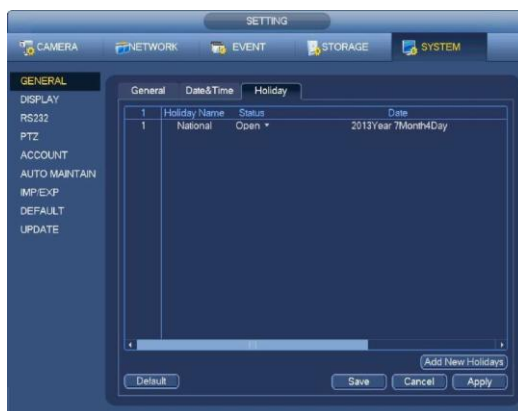 SETTING
CAMERA NETWORK EVENT STORAGE SYSTEM
GENERAL
DISPLAY
RS232
PTZ
ACCOUNT
AUTO MAINTAIN
IMP/EXP
DEFAULT
UPDATE
General Date&Time Holiday
1 Holiday Name Status Date
1 National Open 2013Year 7Month4Day
Add New Holidays
Default Save Cancel Apply